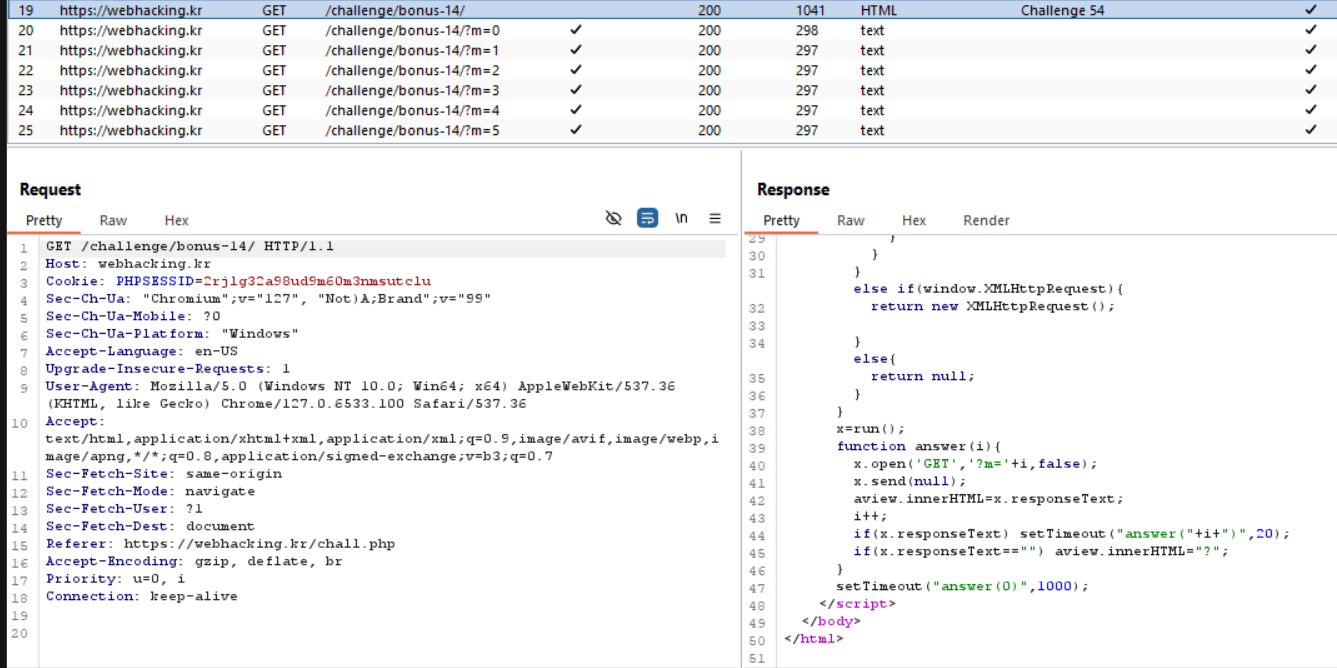 19 https://webhacking.kr GET /challenge/bonus-14/ 200 1041 HTML Challenge 54 ✓
20 https://webhacking.kr GET /challenge/bonus-14/?m=0 ✓ 200 298 text ✓
21 https://webhacking.kr GET /challenge/bonus-14/?m=1 ✓ 200 297 text ✓
22 https://webhacking.kr GET /challenge/bonus-14/?m=2 ✓ 200 297 text ✓
23 https://webhacking.kr GET /challenge/bonus-14/?m=3 ✓ 200 297 text ✓
24 https://webhacking.kr GET /challenge/bonus-14/?m=4 ✓ 200 297 text ✓
25 https://webhacking.kr GET /challenge/bonus-14/?m=5 ✓ 200 297 text ✓
Request
Pretty Raw Hex \n
1 GET /challenge/bonus-14/ HTTP/1.1
2 Host: webhacking.kr
3 Cookie: PHPSESSID=2rjlg32a98ud9m60m3nmsutclu
4 Sec-Ch-Ua: "Chromium";v="127", "Not)A;Brand";v="99"
5 Sec-Ch-Ua-Mobile: ?0
6 Sec-Ch-Ua-Platform: "Windows"
7 Accept-Language: en-US
8 Upgrade-Insecure-Requests: 1
9 User-Agent: Mozilla/5.0 (Windows NT 10.0; Win64; x64) AppleWebKit/537.36
(KHTML, like Gecko) Chrome/127.0.6533.100 Safari/537.36
10 Accept:
text/html,application/xhtml+xml,application/xml;q=0.9,image/avif,image/webp,i
mage/apng,*/*;q=0.8,application/signed-exchange;v=b3;q=0.7
11 Sec-Fetch-Site: same-origin
12 Sec-Fetch-Mode: navigate
13 Sec-Fetch-User: ?1
14 Sec-Fetch-Dest: document
15 Referer: https://webhacking.kr/chall.php
16 Accept-Encoding: gzip, deflate, br
17 Priority: u=0, i
18 Connection: keep-alive
19
20
Response
Pretty Raw Hex Render
29 }
30 }
31 }
else if(window.XMLHttpRequest){
32 return new XMLHttpRequest();
33
34 }
else{
35 return null;
36 }
37 }
38 x=run();
39 function answer(i){
40 x.open('GET','?m='+i,false);
41 x.send(null);
42 aview.innerHTML=x.responseText;
43 i++;
44 if(x.responseText) setTimeout("answer("+i+")",20);
45 if(x.responseText=="") aview.innerHTML="?";
46 }
47 setTimeout("answer(0)",1000);
48 </script>
49 </body>
50 </html>
51